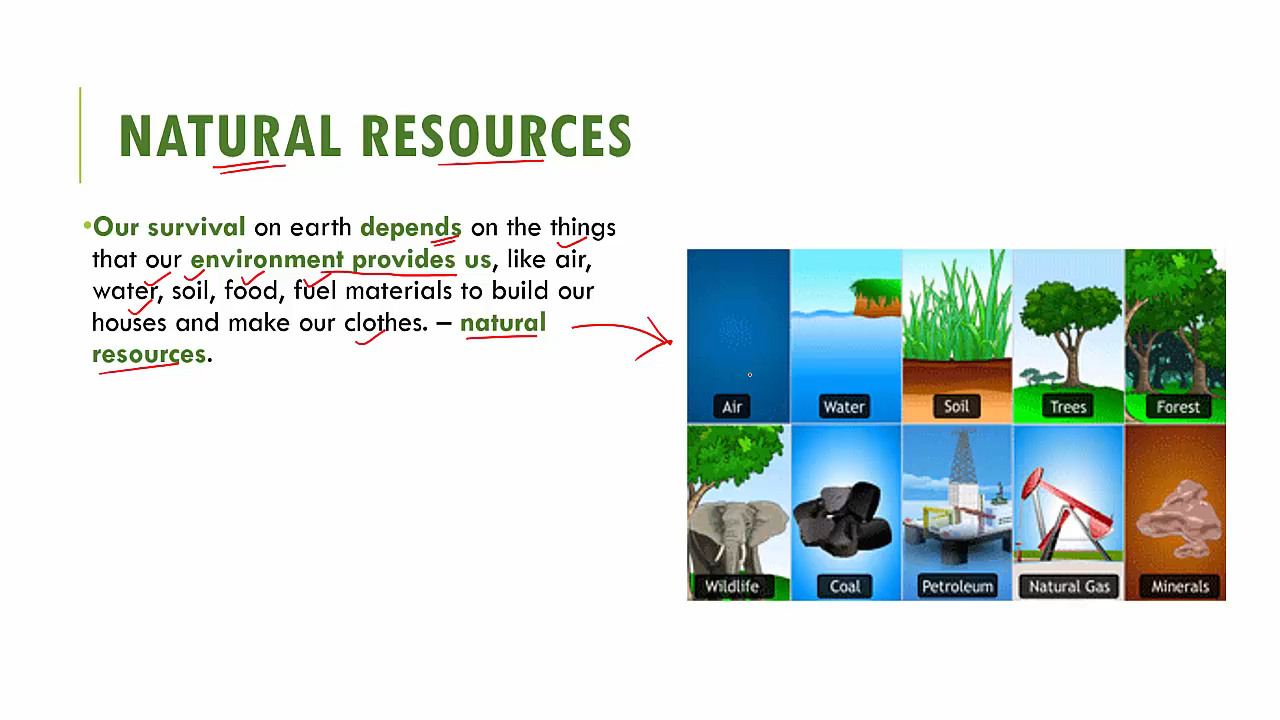 NATURAL RESOURCES
•Our survival on earth depends on the things
that our environment provides us, like air,
water, soil, food, fuel materials to build our
houses and make our clothes. – natural
resources.
Air
Water
Soil
Trees
Forest
Wildlife
Coal
Petroleum
Natural Gas
Minerals